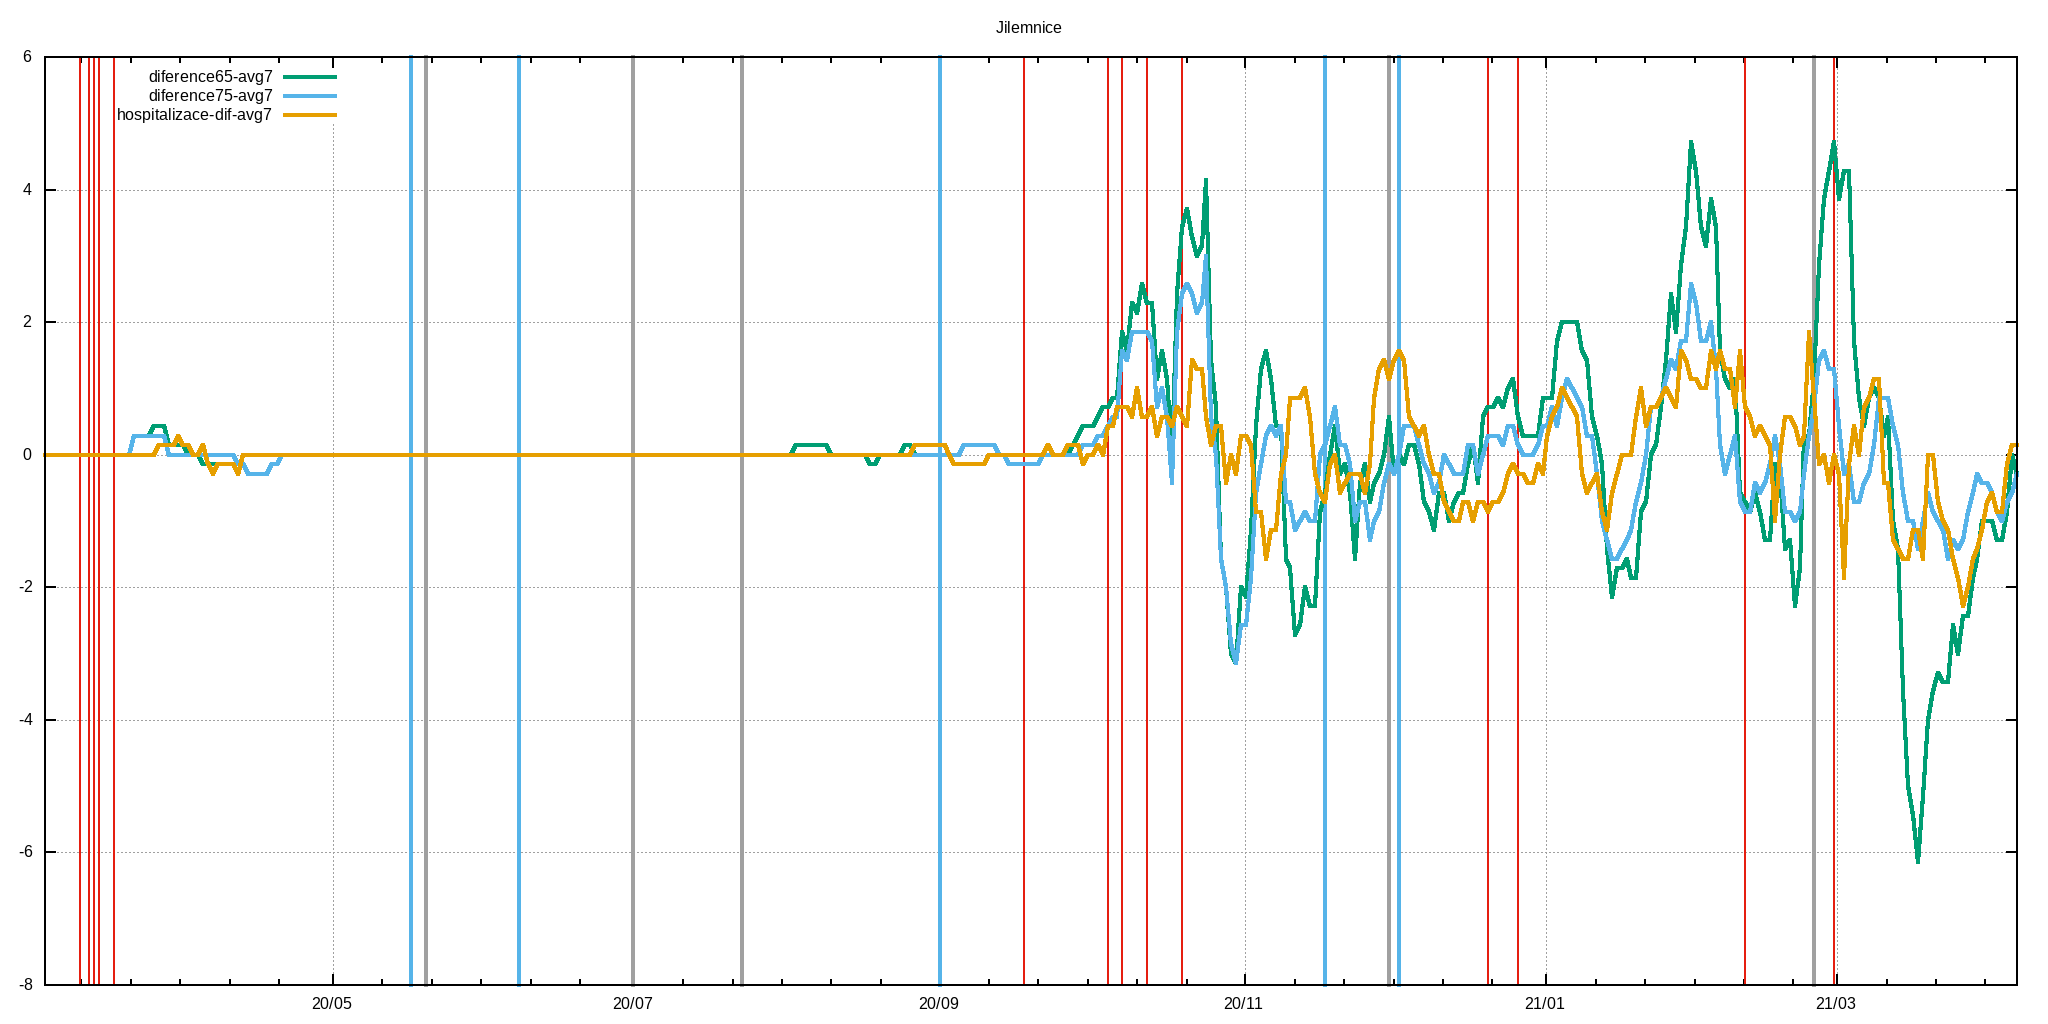 Jilemnice
6
diference65-avg7
diference75-avg7
hospitalizace-dif-avg7
4
2
0
-2
-4
-6
-8
20/05 20/07 20/09 20/11 21/01 21/03